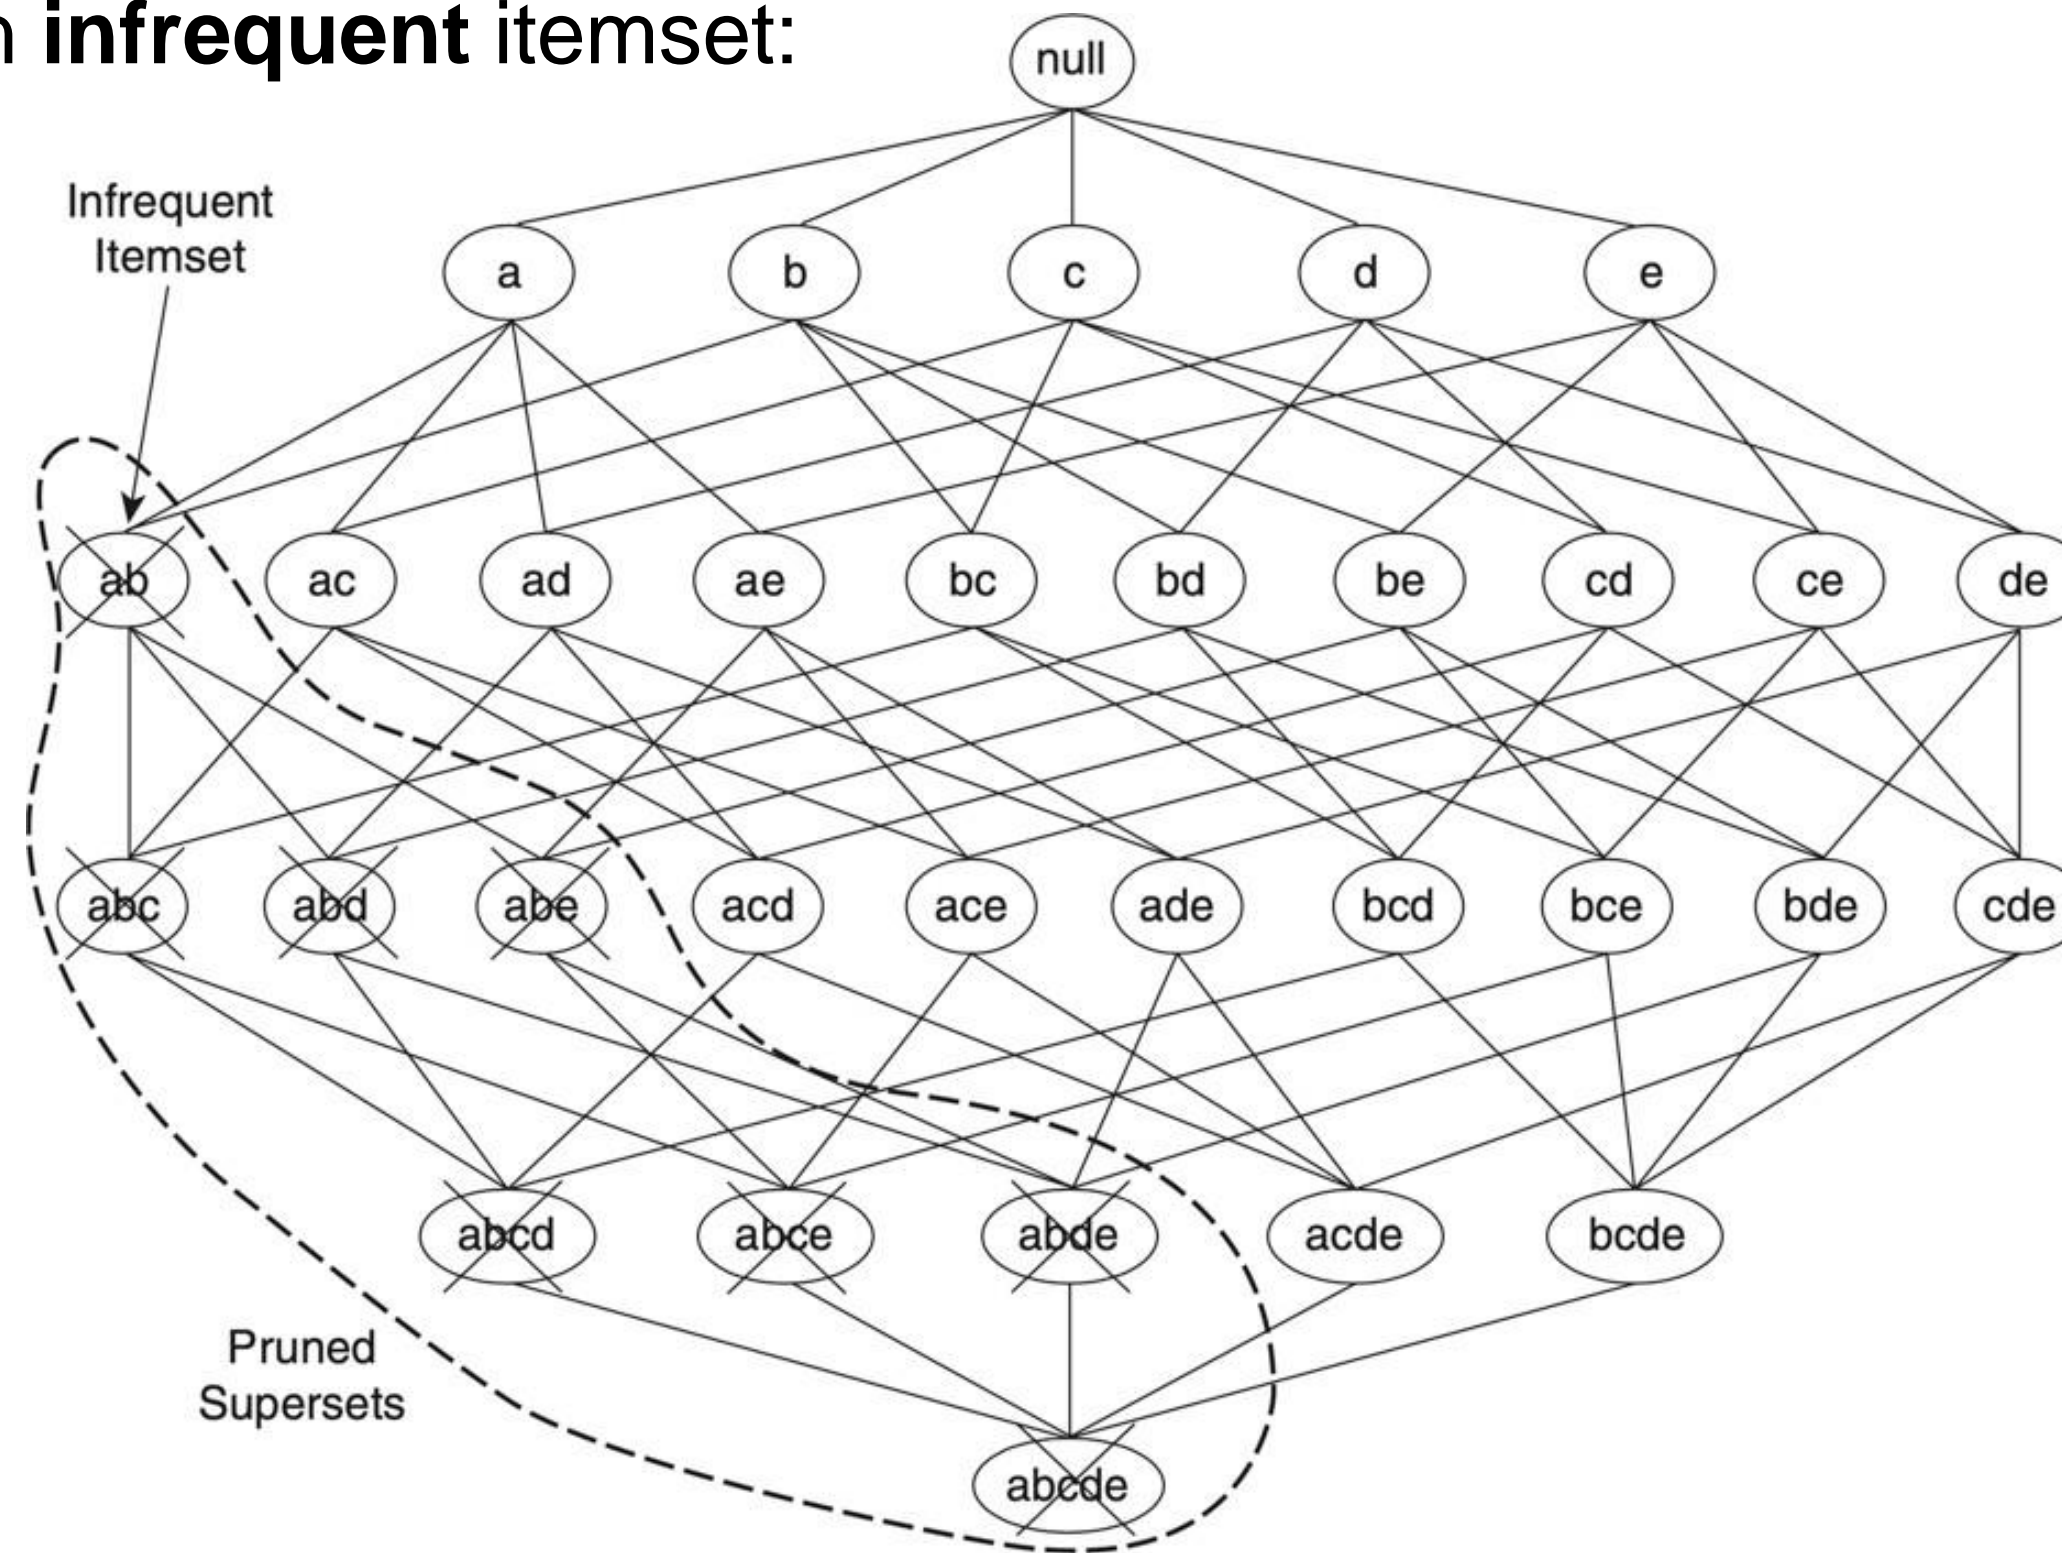 n infrequent itemset:
null
Infrequent
Itemset
a b c d e
ab ac ad ae bc bd be cd ce de
abc abd abe acd ace ade bcd bce bde cde
abcd abce abde acde bcde
Pruned
Supersets
abcde